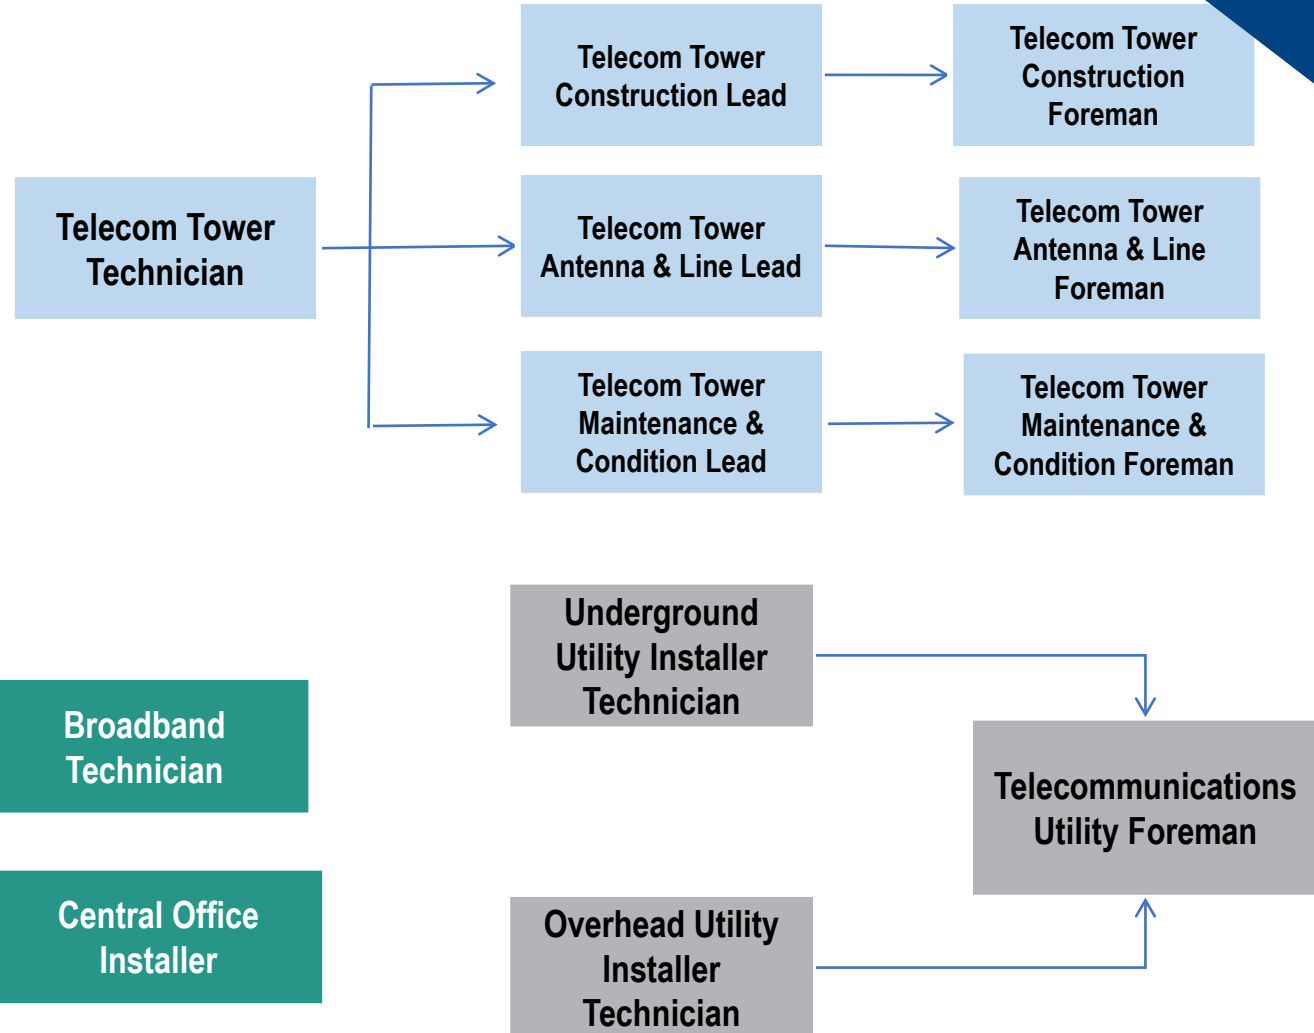 Telecom Tower
Technician
Telecom Tower
Construction Lead
Telecom Tower
Construction
Foreman
Telecom Tower
Antenna & Line Lead
Telecom Tower
Antenna & Line
Foreman
Telecom Tower
Maintenance &
Condition Lead
Telecom Tower
Maintenance &
Condition Foreman
Broadband
Technician
Central Office
Installer
Underground
Utility Installer
Technician
Overhead Utility
Installer
Technician
Telecommunications
Utility Foreman